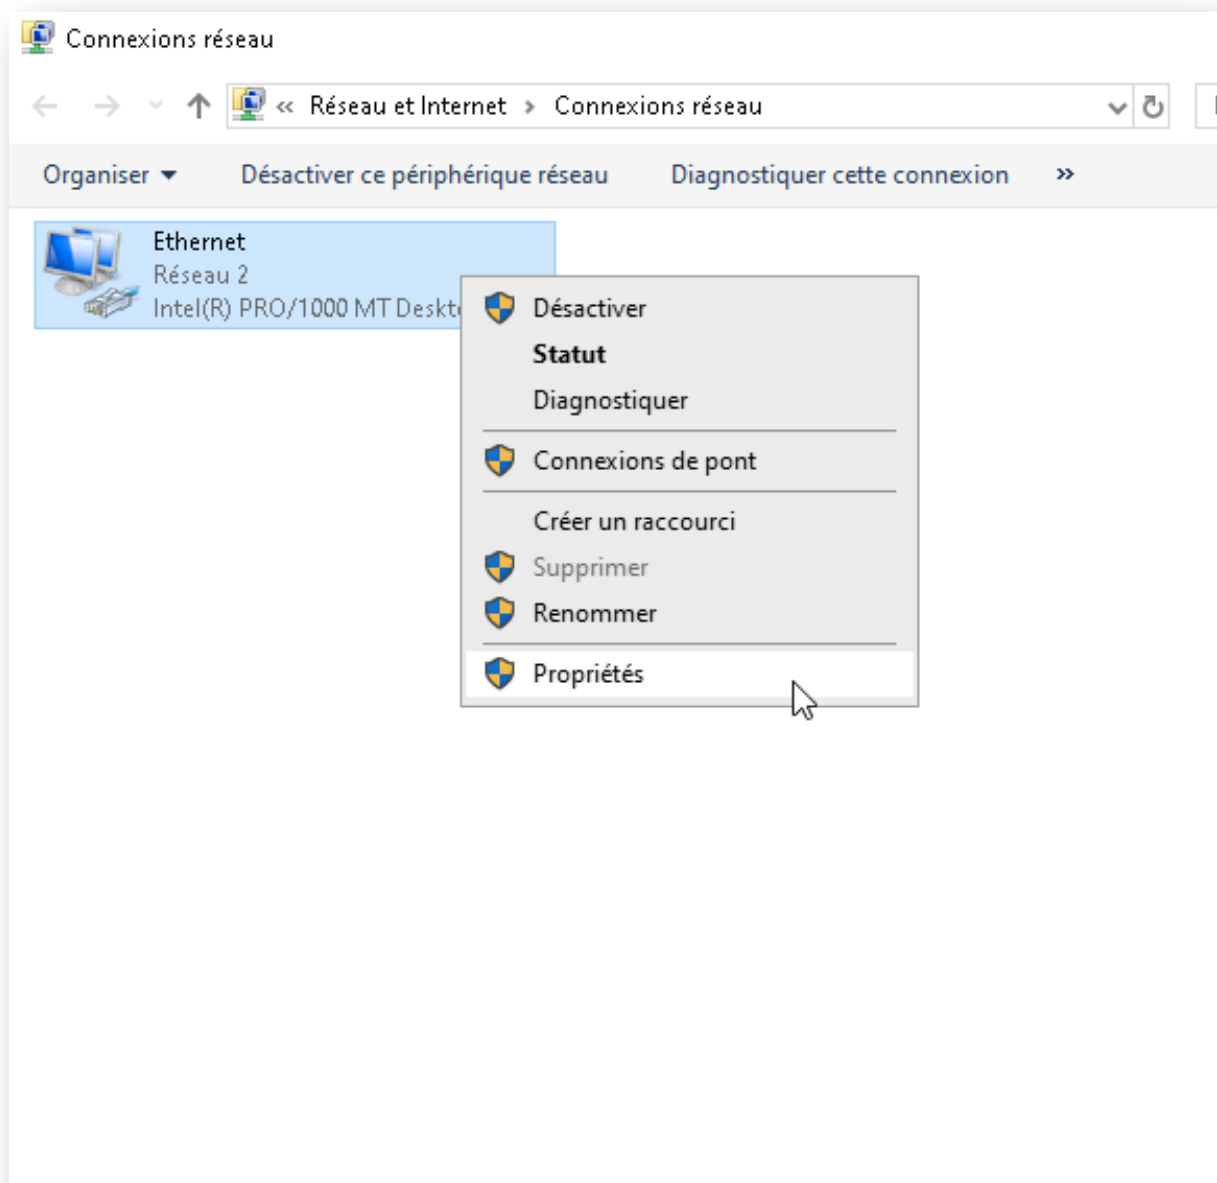 Connexions réseau
« Réseau et Internet > Connexions réseau
Organiser Désactiver ce périphérique réseau Diagnostiquer cette connexion »
Ethernet
Réseau 2
Intel(R) PRO/1000 MT
Désactiver
Statut
Diagnostiquer
Connexions de pont
Créer un raccourci
Supprimer
Renommer
Propriétés